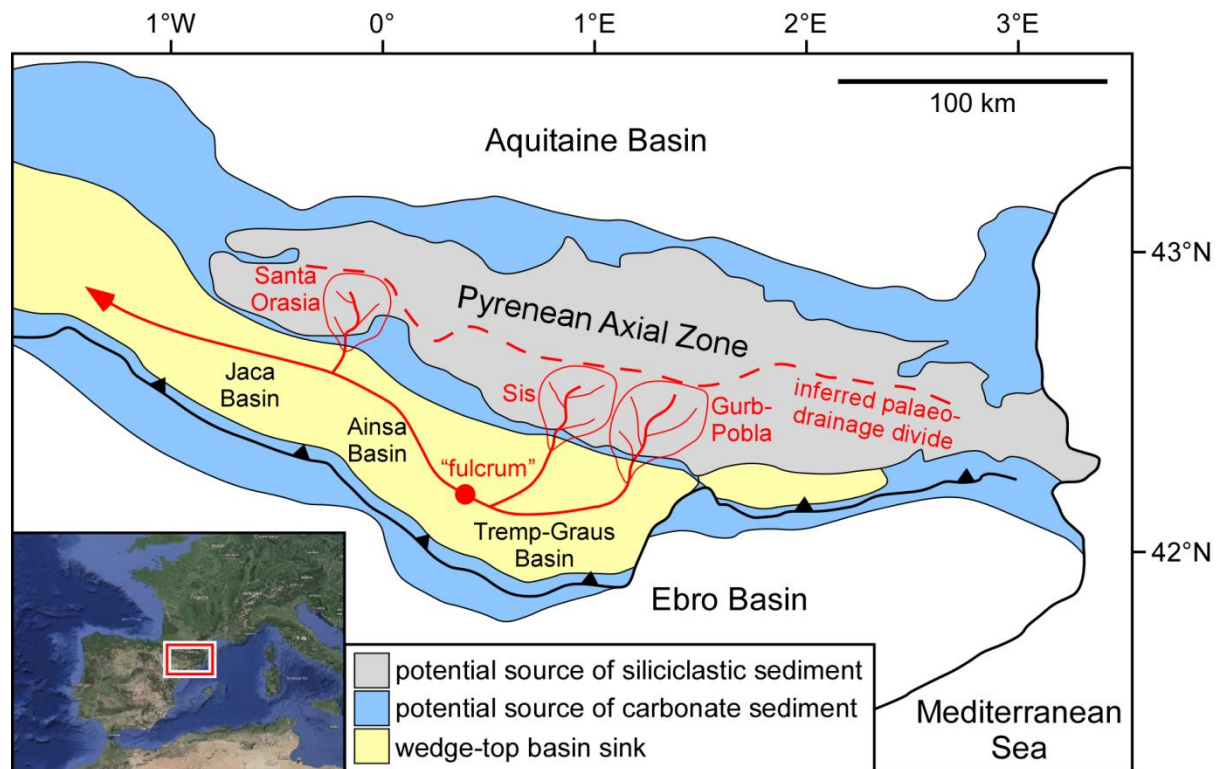 1°W
0°
1°E
2°E
3°E
100 km
Aquitaine Basin
43°N
Santa
Orasia
Pyrenean Axial Zone
Jaca
Basin
Sis
Gurb-
Pobla
inferred palaeo-
drainage divide
Ainsa
Basin
“fulcrum”
Tremp-Graus
Basin
42°N
Ebro Basin
potential source of siliciclastic sediment
potential source of carbonate sediment
wedge-top basin sink
Mediterranean
Sea